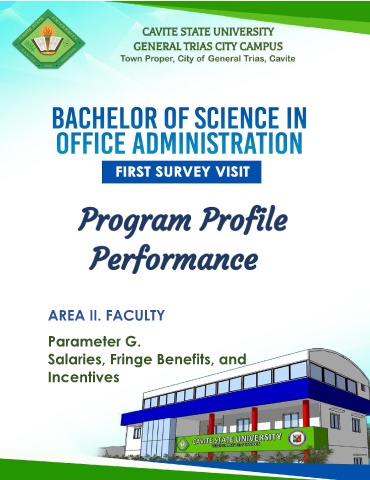 CAVITE STATE UNIVERSITY
GENERAL TRIAS CITY CAMPUS
Town Proper, City of General Trias, Cavite
BACHELOR OF SCIENCE IN
OFFICE ADMINISTRATION
FIRST SURVEY VISIT
Program Profile
Performance
AREA II. FACULTY
Parameter G.
Salaries, Fringe Benefits, and
Incentives
CAVITE STATE UNIVERSITY